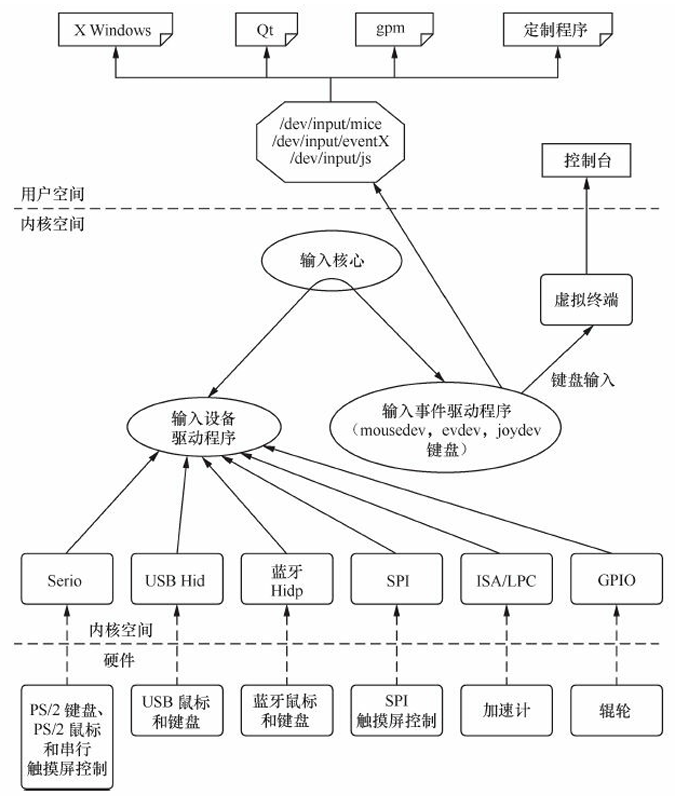 X Windows
Qt
gpm
定制程序
/dev/input/mice
/dev/input/eventX
/dev/input/js
控制台
用户空间
内核空间
输入核心
虚拟终端
键盘输入
输入设备
驱动程序
输入事件驱动程序
（mousedev，evdev，joydev
键盘）
Serio
USB Hid
蓝牙
Hidp
SPI
ISA/LPC
GPIO
内核空间
硬件
PS/2 键盘、
PS/2 鼠标
和串行
触摸屏控制
USB 鼠标
和键盘
蓝牙鼠标
和键盘
SPI
触摸屏控制
加速计
辊轮